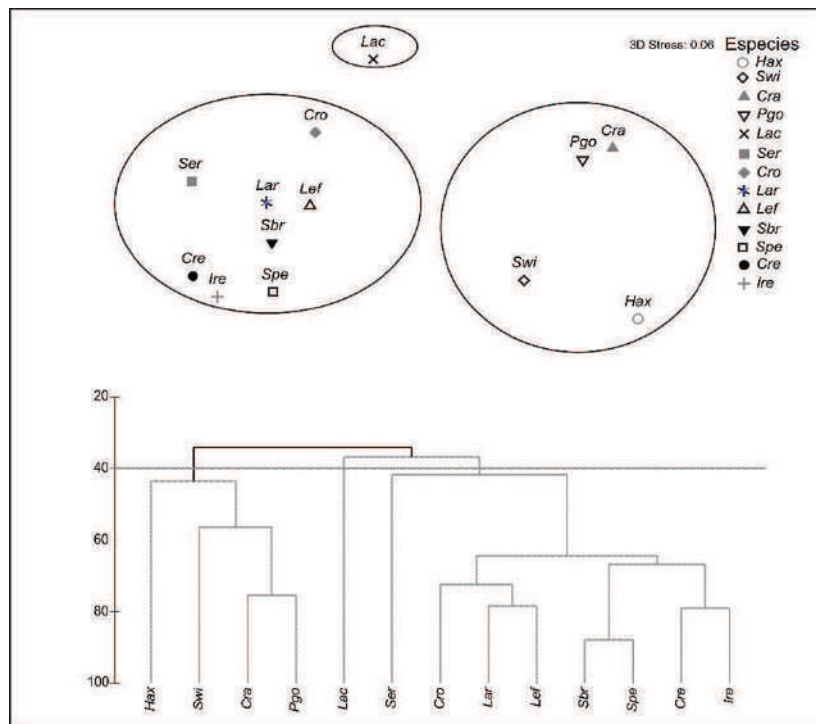 Lac
3D Stress: 0.06
Especies
Hax
Swi
Cra
Pgo
Lac
Ser
Cro
Lar
Lef
Sbr
Spe
Cre
Ire
Cro
Ser
Lar
Lef
Sbr
Cre
Ire
Spe
Pgo
Cra
Swi
Hax
20
40
60
80
100
Hax
Swi
Cra
Pgo
Lac
Ser
Cro
Lar
Lef
Sbr
Spe
Cre
Ire